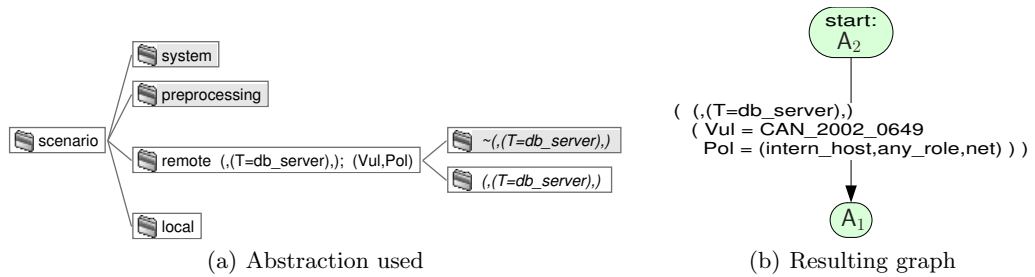 system
preprocessing
scenario
remote (,(T=db_server),); (Vul,Pol)
~(,(T=db_server),)
(,(T=db_server),)
local
(a) Abstraction used
start:
A2
( (,(T=db_server),)
( Vul = CAN_2002_0649
Pol = (intern_host,any_role,net) ) )
A1
(b) Resulting graph